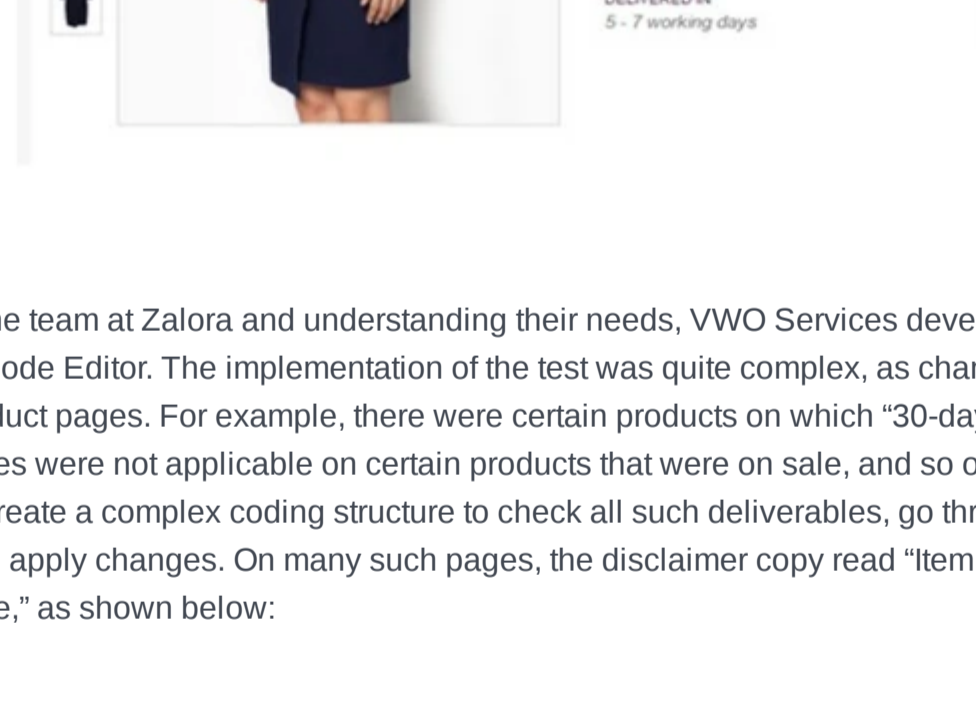 5 - 7 working days
e team at Zalora and understanding their needs, VWO Services deve
ode Editor. The implementation of the test was quite complex, as char
duct pages. For example, there were certain products on which “30-day
es were not applicable on certain products that were on sale, and so o
reate a complex coding structure to check all such deliverables, go thr
apply changes. On many such pages, the disclaimer copy read “Item
e,” as shown below: